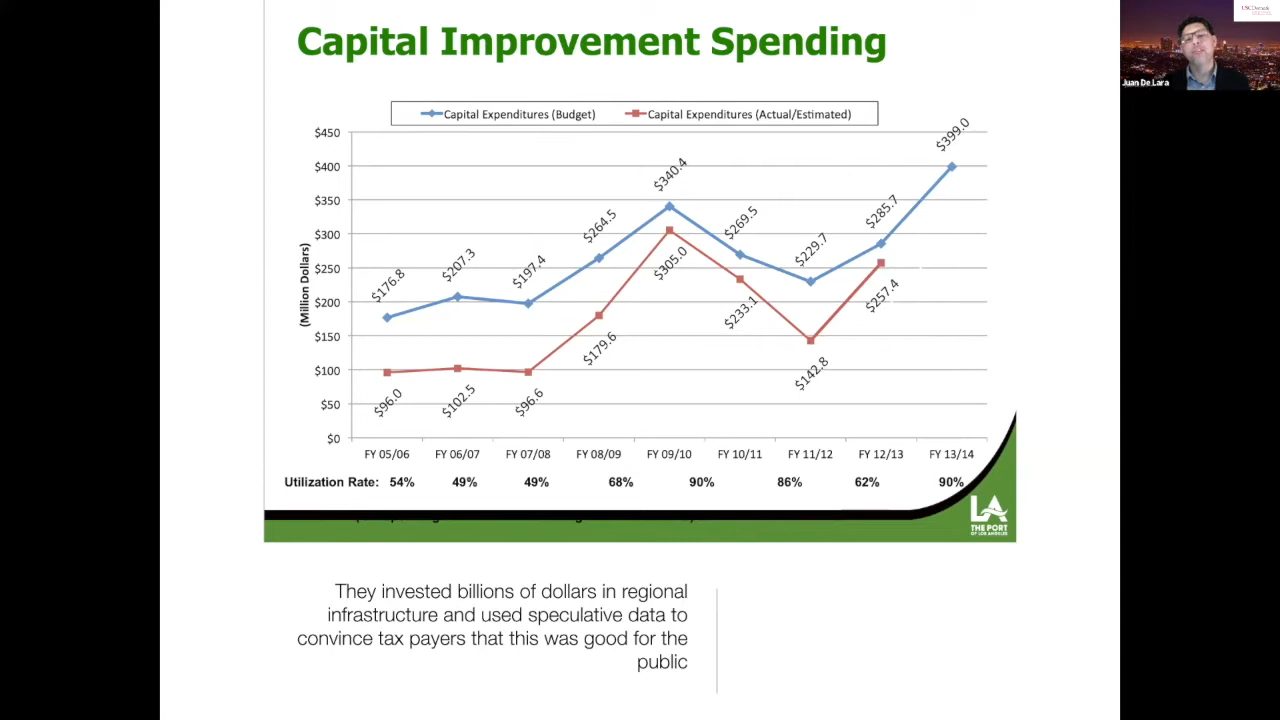 Capital Improvement Spending
Capital Expenditures (Budget) Capital Expenditures (Actual/Estimated)
$450
$400
$350
$300
$250
$200
$150
$100
$50
$0
(Million Dollars)
$176.8
$207.3
$197.4
$264.5
$340.4
$269.5
$229.7
$285.7
$399.0
$96.0
$102.5
$96.6
$179.6
$305.0
$233.1
$142.8
$257.4
FY 05/06 FY 06/07 FY 07/08 FY 08/09 FY 09/10 FY 10/11 FY 11/12 FY 12/13 FY 13/14
Utilization Rate: 54% 49% 49% 68% 90% 86% 62% 90%
LA
THE PORT
OF LOS ANGELES
They invested billions of dollars in regional
infrastructure and used speculative data to
convince tax payers that this was good for the
public
USC Dornsife
Juan De Lara